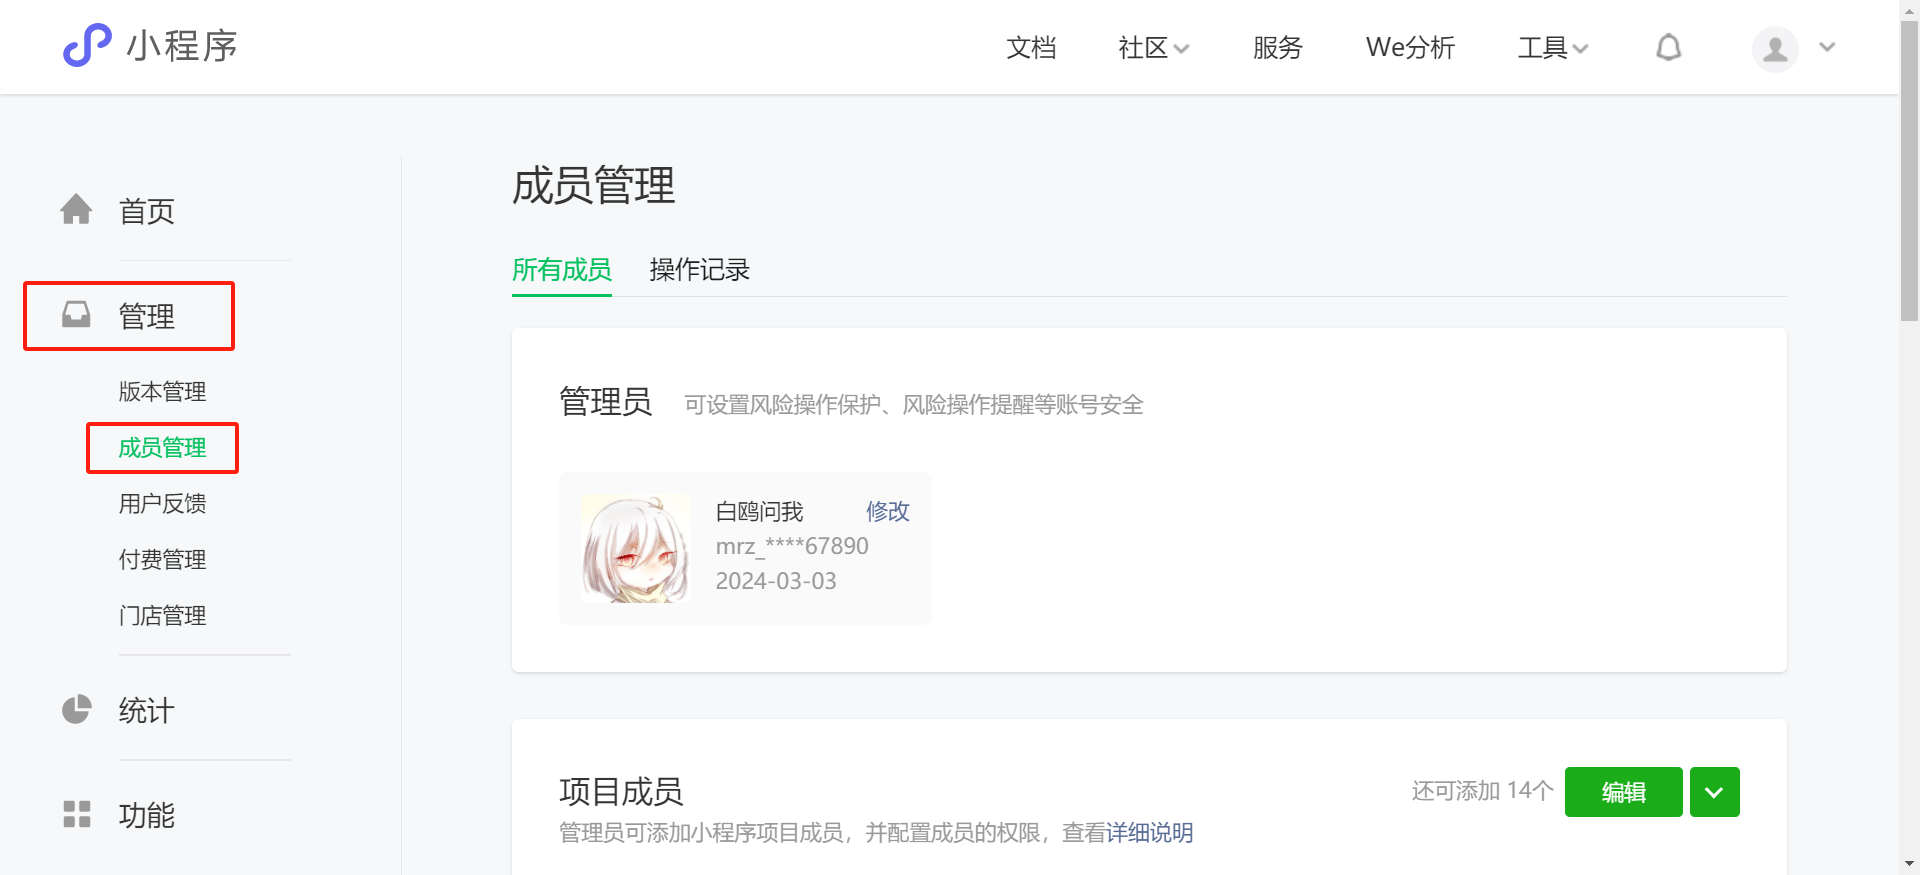 小程序
文档 社区 服务 We分析 工具
首页
管理
版本管理
成员管理
用户反馈
付费管理
门店管理
统计
功能
成员管理
所有成员 操作记录
管理员 可设置风险操作保护、风险操作提醒等账号安全
白鸥问我 修改
mrz_****67890
2024-03-03
项目成员
还可添加 14个 编辑
管理员可添加小程序项目成员，并配置成员的权限，查看详细说明